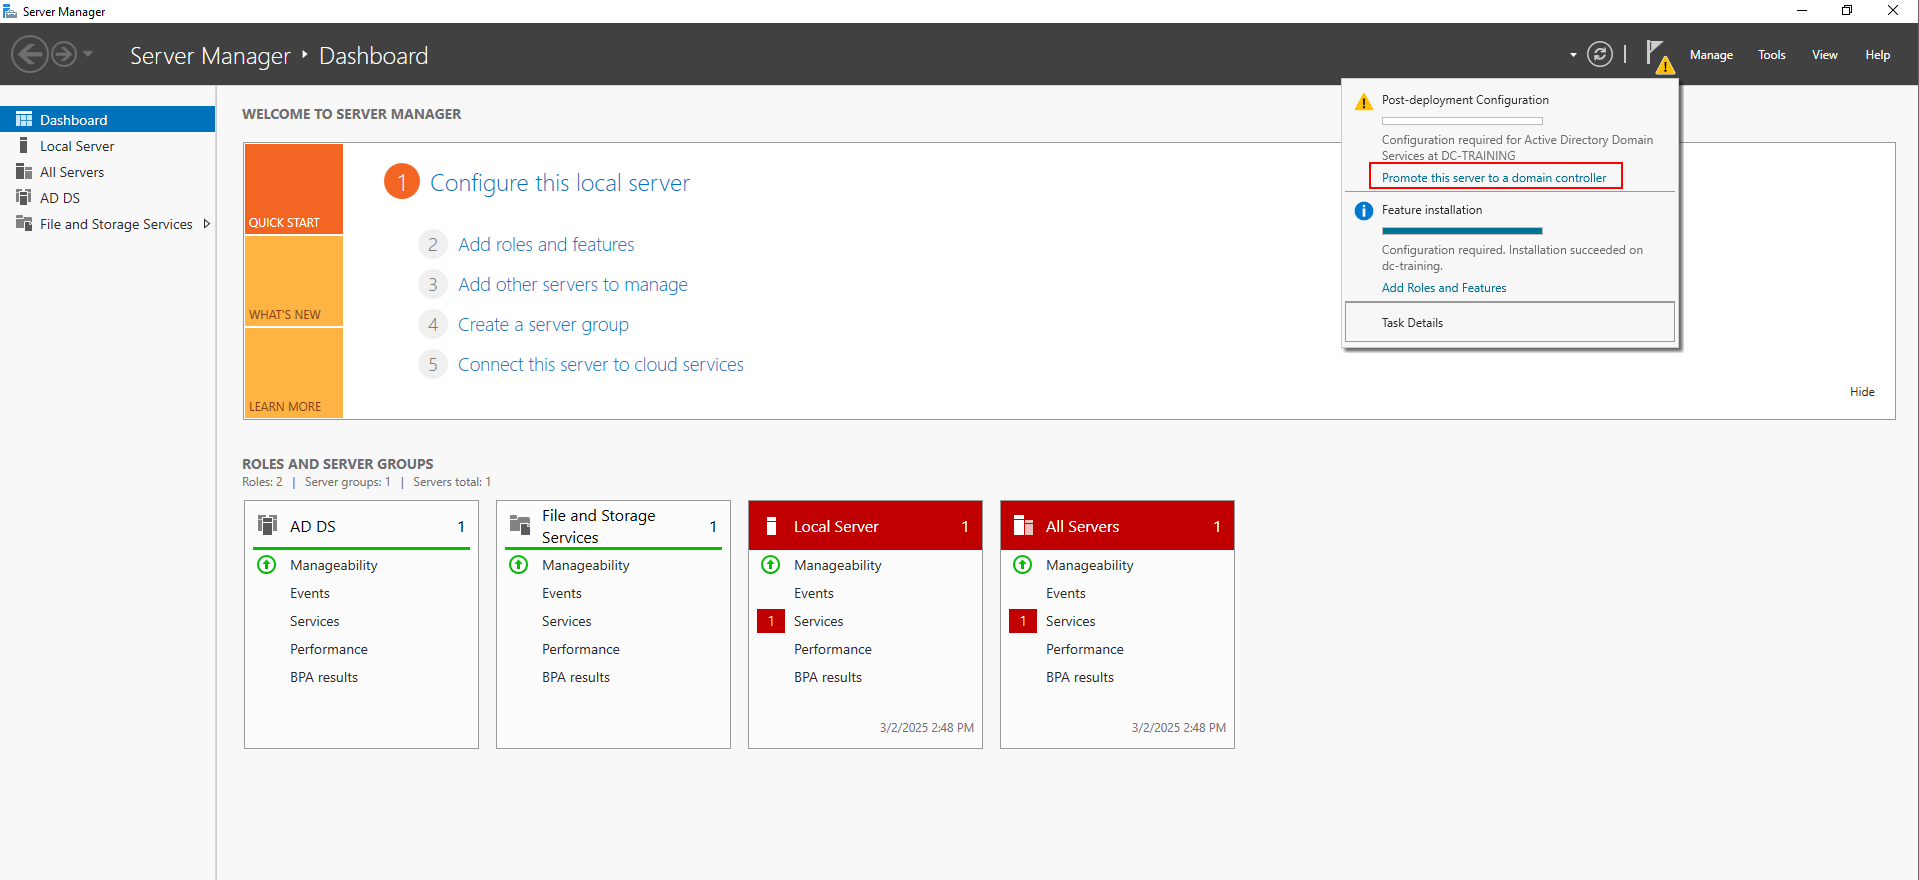 Server Manager
Server Manager ‣ Dashboard
Manage
Tools
View
Help
Dashboard
Local Server
All Servers
AD DS
File and Storage Services
WELCOME TO SERVER MANAGER
QUICK START
WHAT'S NEW
LEARN MORE
1 Configure this local server
2 Add roles and features
3 Add other servers to manage
4 Create a server group
5 Connect this server to cloud services
Hide
Post-deployment Configuration
Configuration required for Active Directory Domain
Services at DC-TRAINING
Promote this server to a domain controller
Feature installation
Configuration required. Installation succeeded on
dc-training.
Add Roles and Features
Task Details
ROLES AND SERVER GROUPS
Roles: 2 | Server groups: 1 | Servers total: 1
AD DS 1
Manageability
Events
Services
Performance
BPA results
File and Storage
Services 1
Manageability
Events
Services
Performance
BPA results
Local Server 1
Manageability
Events
1 Services
Performance
BPA results
3/2/2025 2:48 PM
All Servers 1
Manageability
Events
1 Services
Performance
BPA results
3/2/2025 2:48 PM